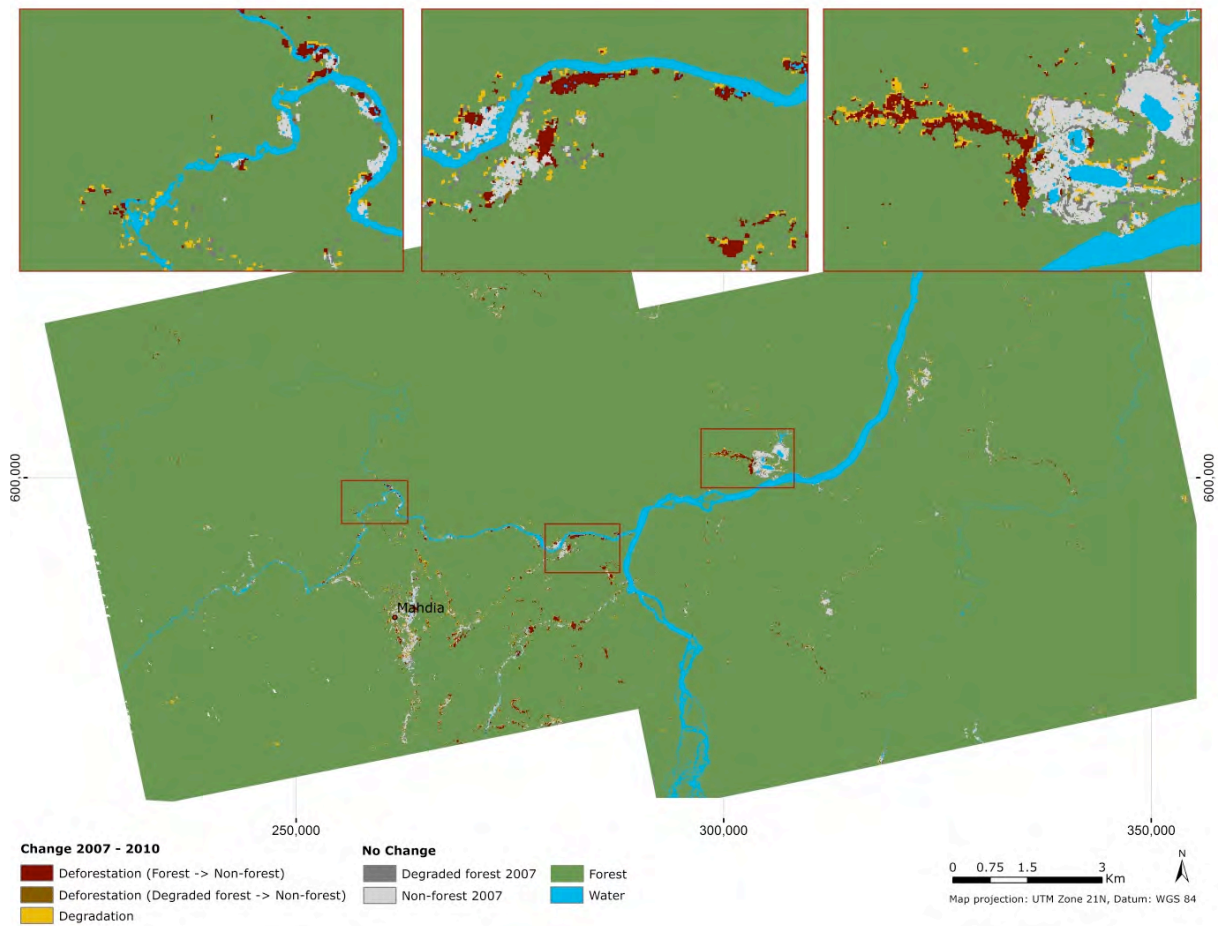 600,000
600,000
Mahdia
250,000
300,000
350,000
Change 2007 - 2010
Deforestation (Forest -> Non-forest)
Deforestation (Degraded forest -> Non-forest)
Degradation
No Change
Degraded forest 2007
Non-forest 2007
Forest
Water
0 0.75 1.5 3
Km
N
Map projection: UTM Zone 21N, Datum: WGS 84